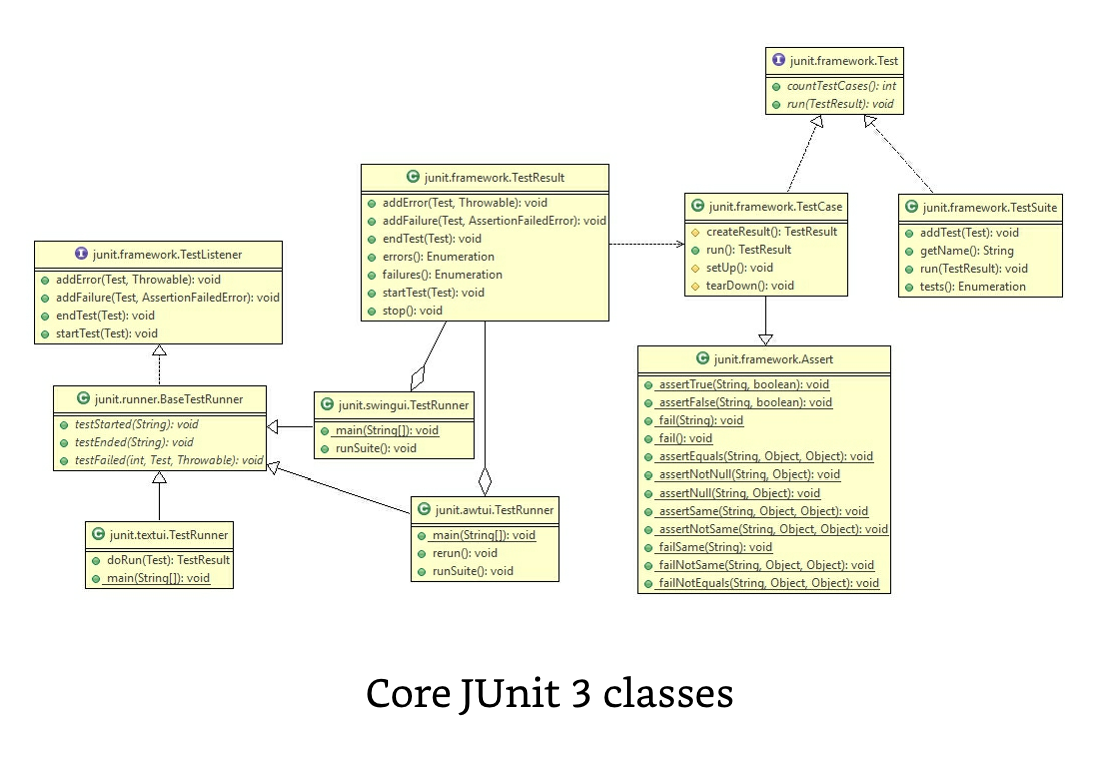 junit.framework.Test
countTestCases(): int
run(TestResult): void
junit.framework.TestResult
addError(Test, Throwable): void
addFailure(Test, AssertionFailedError): void
endTest(Test): void
errors(): Enumeration
failures(): Enumeration
startTest(Test): void
stop(): void
junit.framework.TestCase
createResult(): TestResult
run(): TestResult
setUp(): void
tearDown(): void
junit.framework.TestSuite
addTest(Test): void
getName(): String
run(TestResult): void
tests(): Enumeration
junit.framework.TestListener
addError(Test, Throwable): void
addFailure(Test, AssertionFailedError): void
endTest(Test): void
startTest(Test): void
junit.runner.BaseTestRunner
testStarted(String): void
testEnded(String): void
testFailed(int, Test, Throwable): void
junit.swingui.TestRunner
main(String[]): void
runSuite(): void
junit.framework.Assert
assertTrue(String, boolean): void
assertFalse(String, boolean): void
fail(String): void
fail(): void
assertEquals(String, Object, Object): void
assertNotNull(String, Object): void
assertNull(String, Object): void
assertSame(String, Object, Object): void
assertNotSame(String, Object, Object): void
failSame(String): void
failNotSame(String, Object, Object): void
failNotEquals(String, Object, Object): void
junit.textui.TestRunner
doRun(Test): TestResult
main(String[]): void
junit.awtui.TestRunner
main(String[]): void
rerun(): void
runSuite(): void
Core JUnit 3 classes